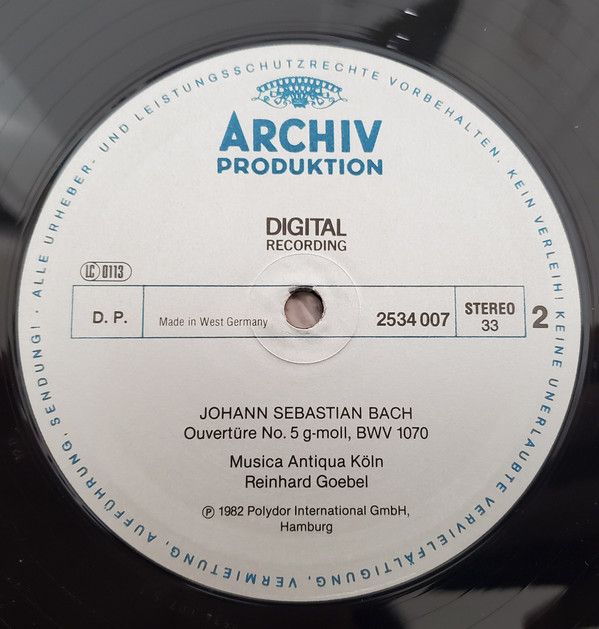 ALLE URHEBER- UND LEISTUNGSSCHUTZRECHTE VORBEHALTEN. KEIN VERLEIH! KEINE UNERLAUBTE VERVIELFÄLTIGUNG, VERMIETUNG, AUFFÜHRUNG, SENDUNG! ·
ARCHIV
PRODUKTION
DIGITAL
RECORDING
LC 0113
D. P.
Made in West Germany
2534 007
STEREO
33
2
JOHANN SEBASTIAN BACH
Ouvertüre No. 5 g-moll, BWV 1070
Musica Antiqua Köln
Reinhard Goebel
℗ 1982 Polydor International GmbH,
Hamburg